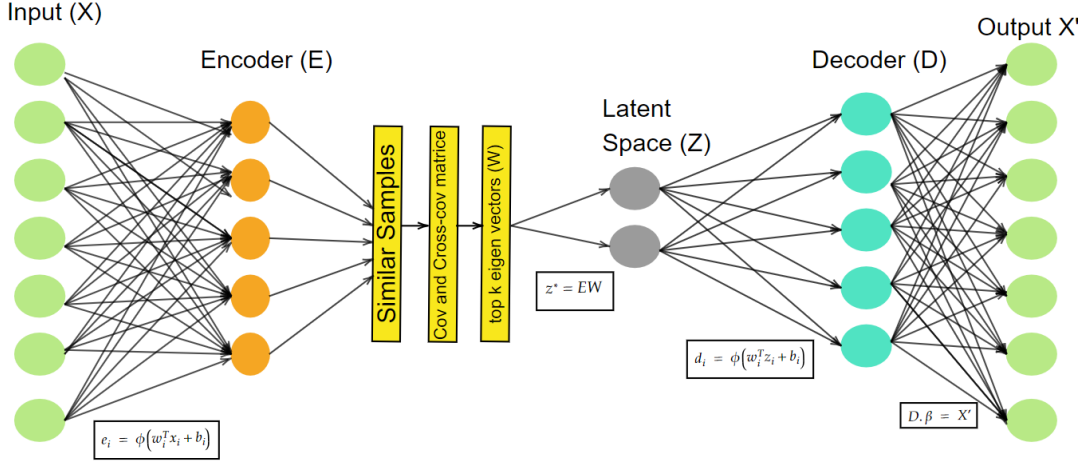 Input (X)
Encoder (E)
Similar Samples
Cov and Cross-cov matrice
top k eigen vectors (W)
Latent
Space (Z)
Decoder (D)
Output X'
z* = EW
d_i = ϕ(w_i^T z_i + b_i)
e_i = ϕ(w_i^T x_i + b_i)
D.β = X'